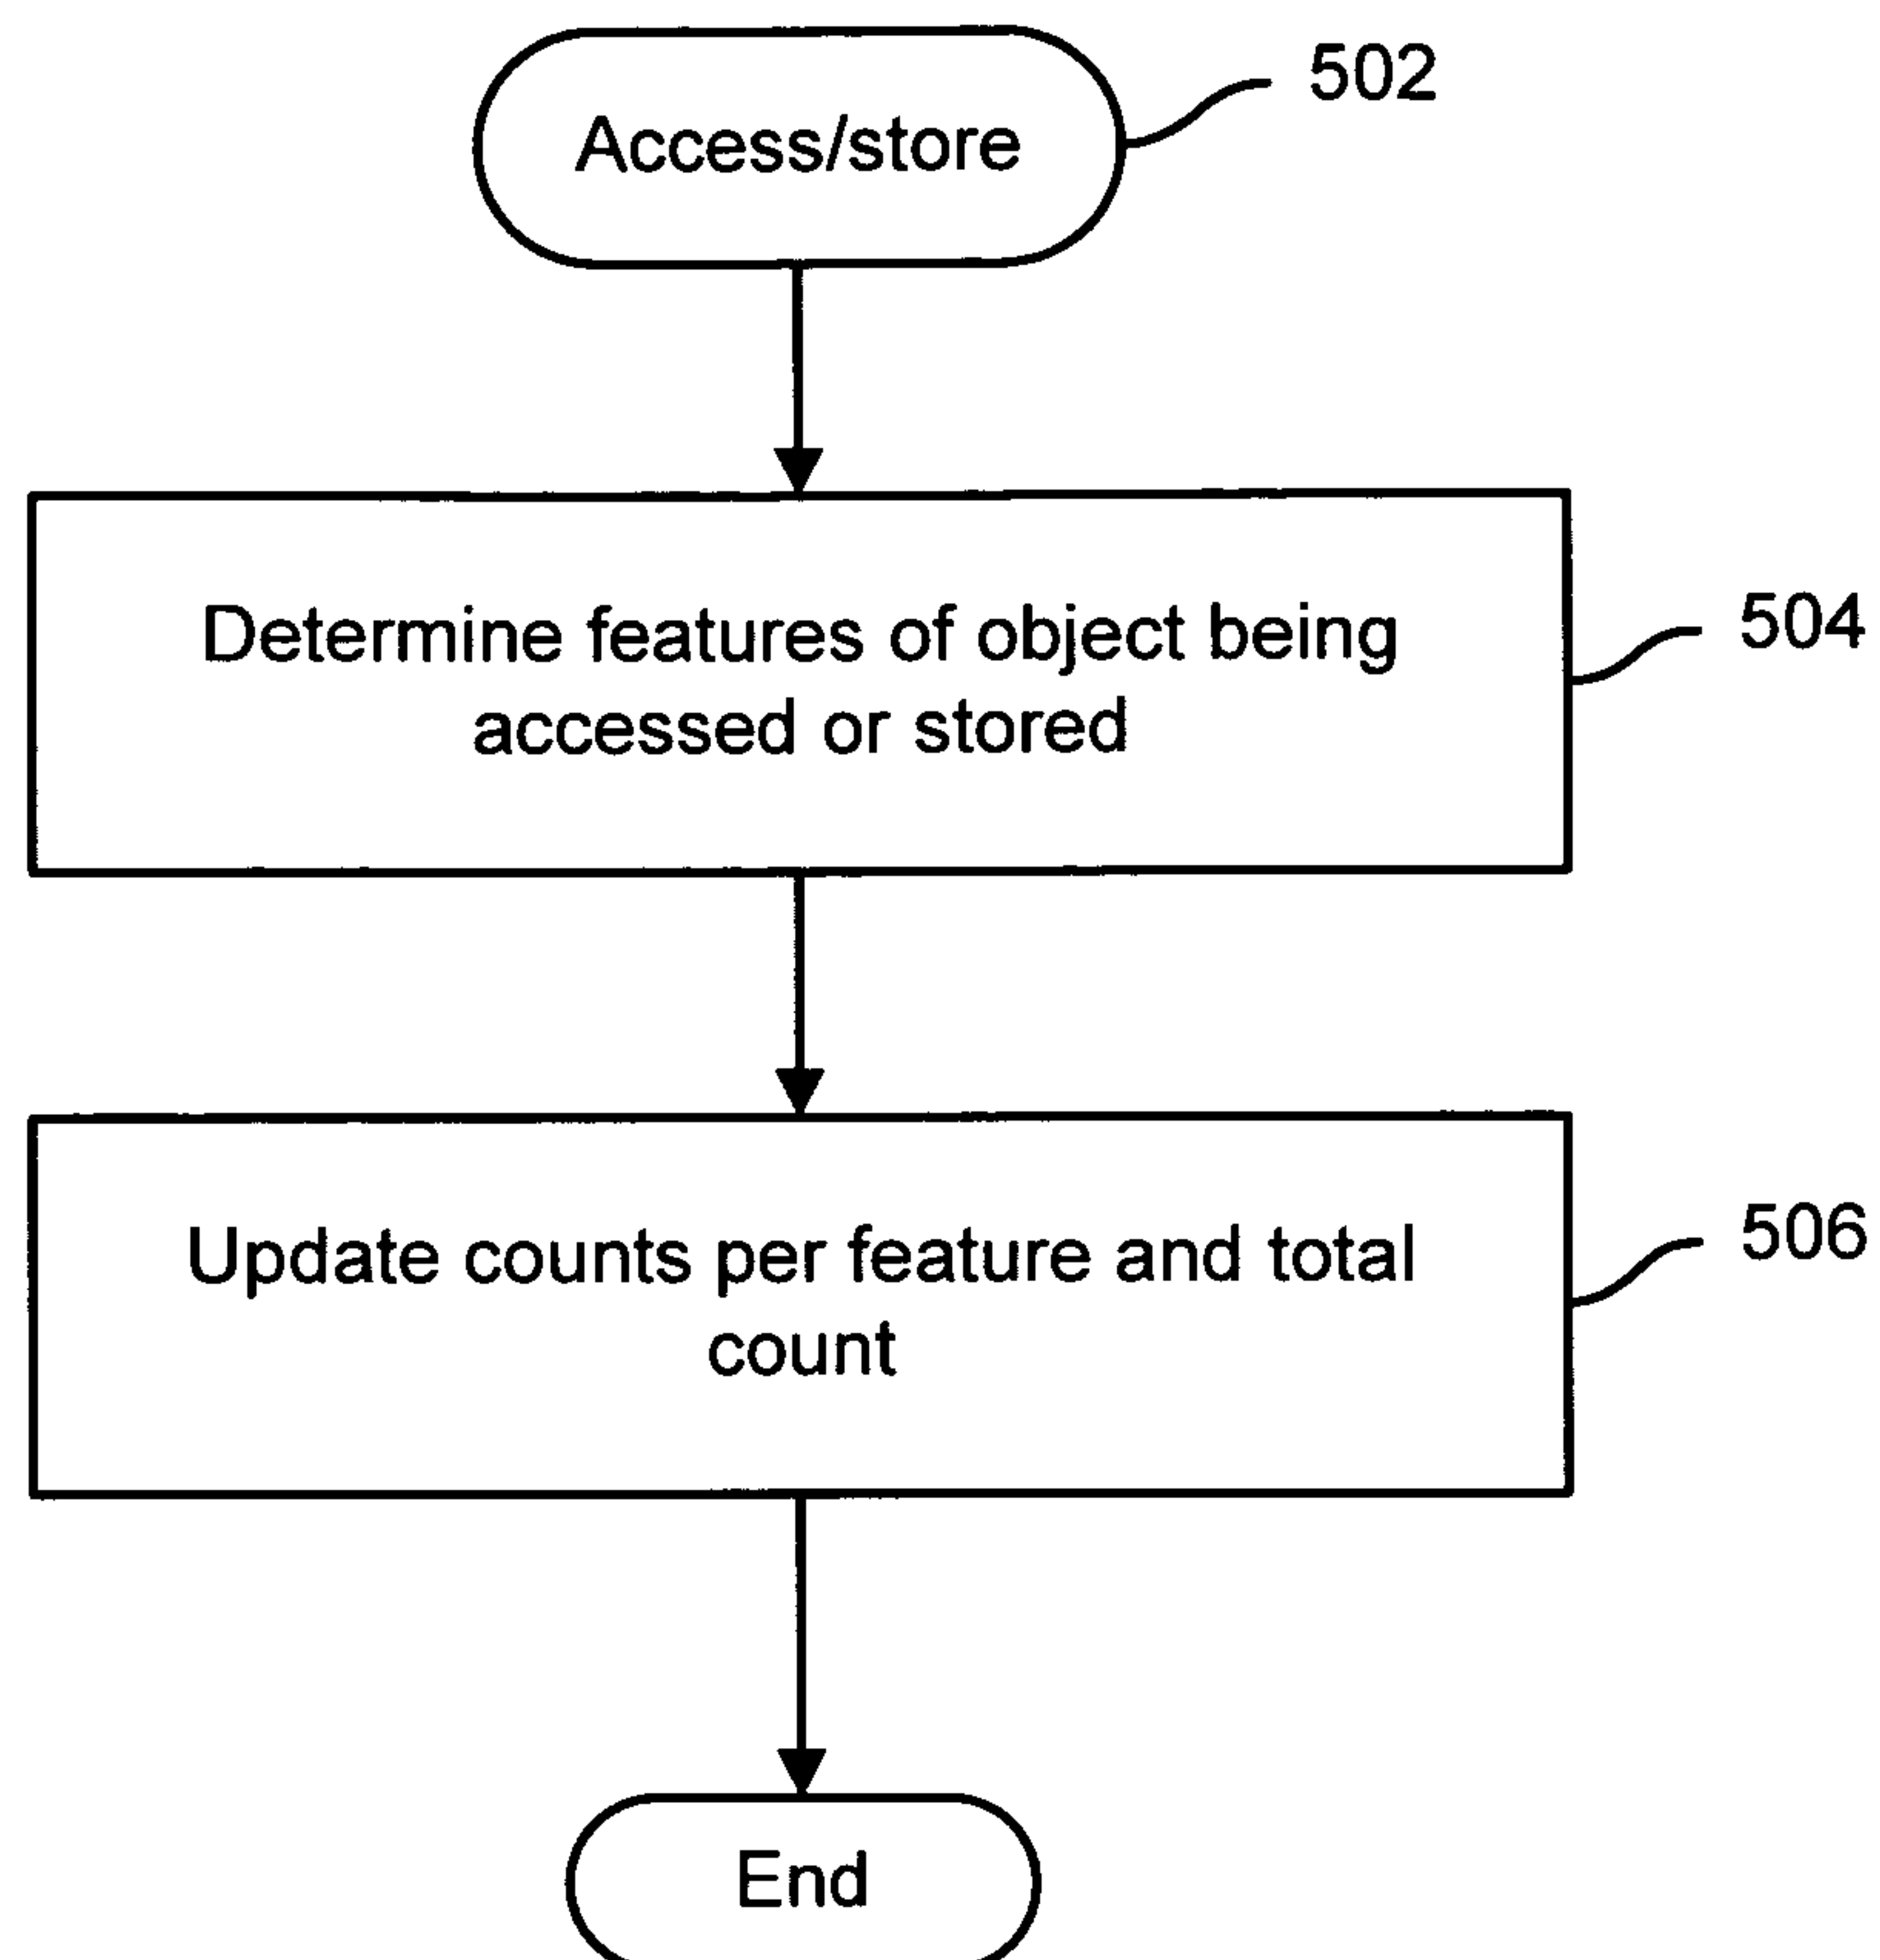 502
Access/store
504
Determine features of object being
accessed or stored
506
Update counts per feature and total
count
End